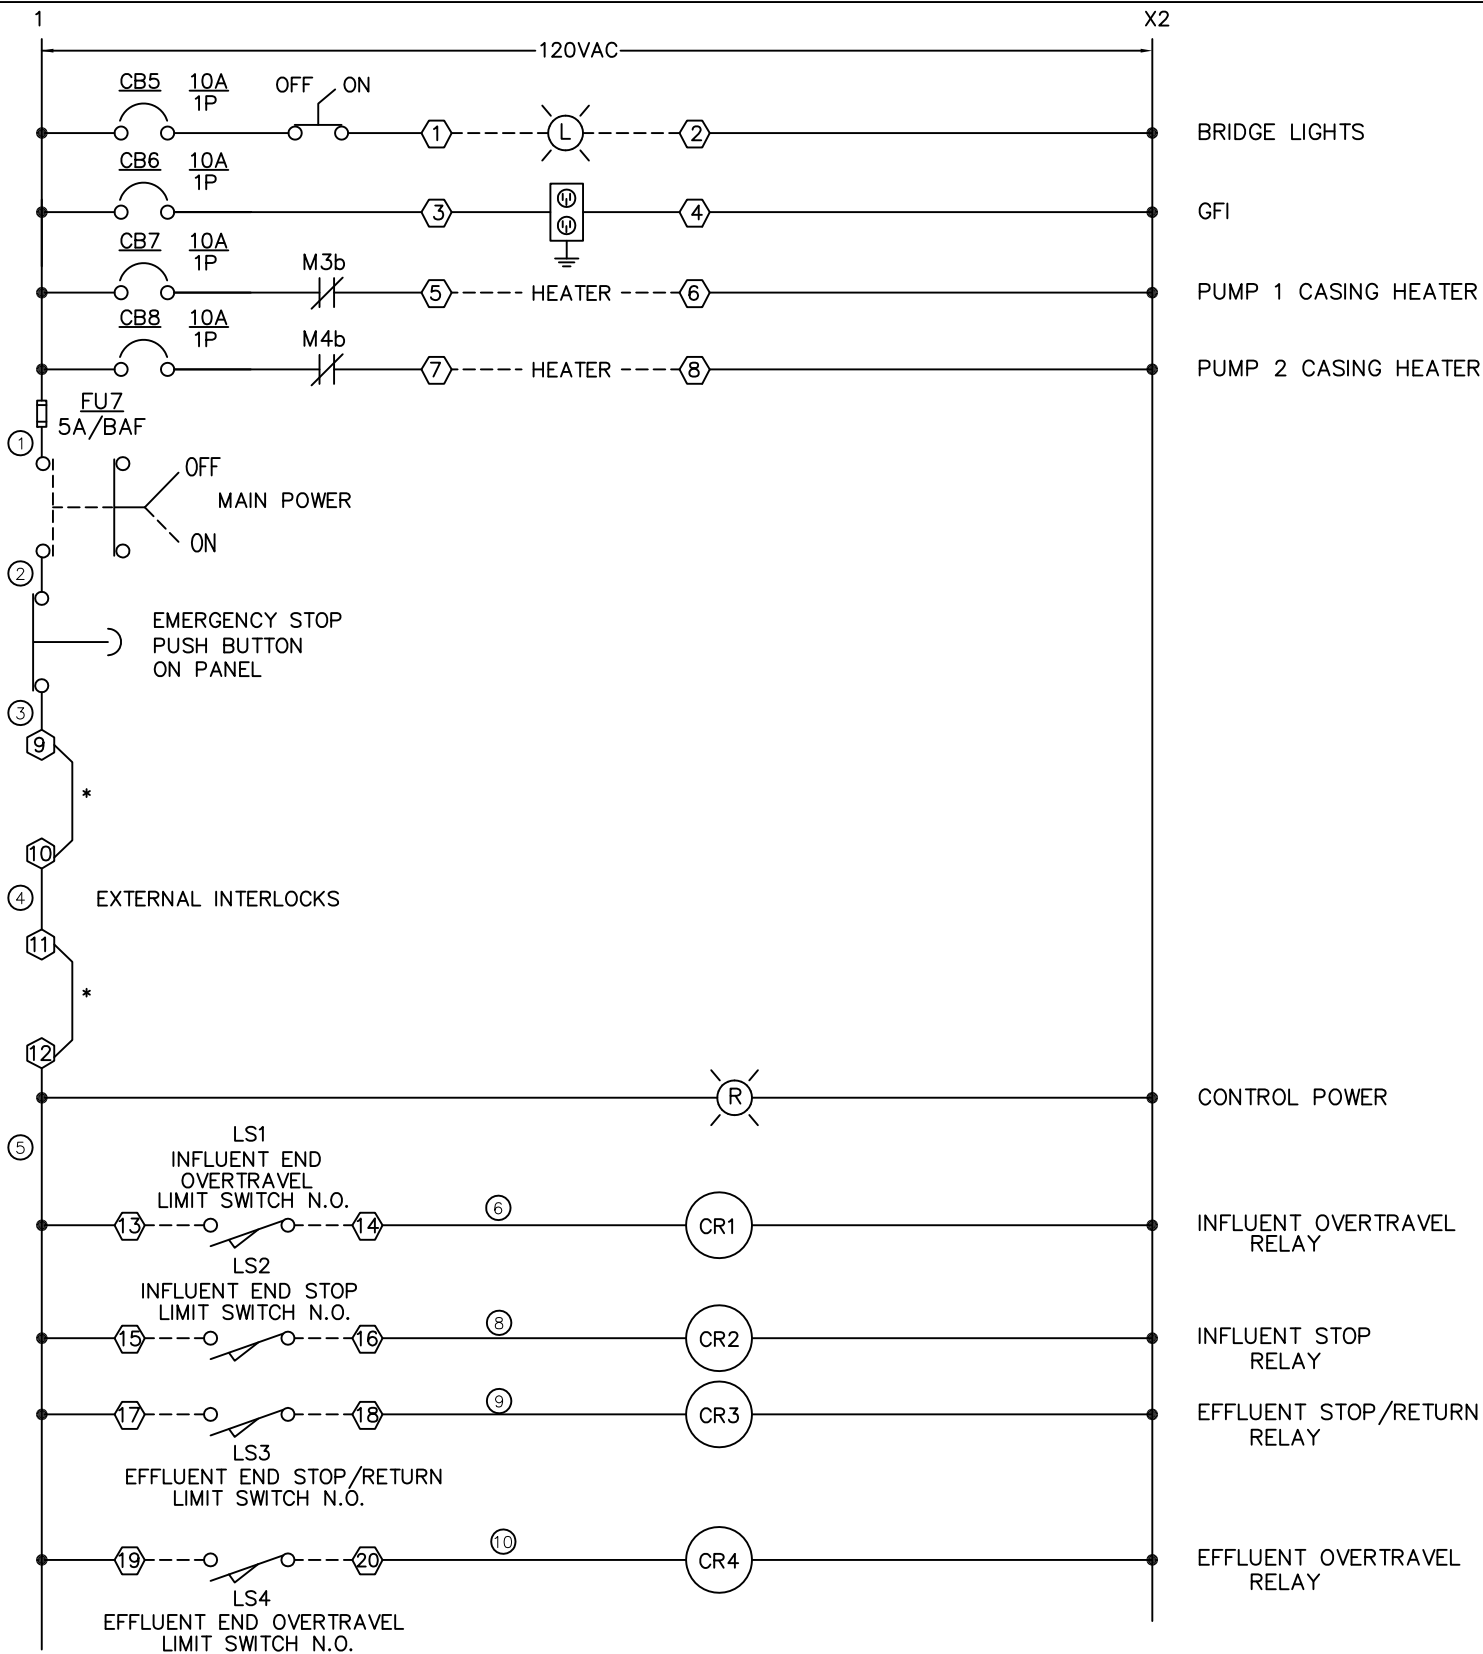 1
X2
120VAC
CB5 10A
1P
OFF ON
1
L
2
BRIDGE LIGHTS
CB6 10A
1P
3
4
GFI
CB7 10A
1P
M3b
5
HEATER
6
PUMP 1 CASING HEATER
CB8 10A
1P
M4b
7
HEATER
8
PUMP 2 CASING HEATER
FU7
5A/BAF
1
OFF
MAIN POWER
ON
2
EMERGENCY STOP
PUSH BUTTON
ON PANEL
3
9
*
10
4
EXTERNAL INTERLOCKS
11
*
12
R
CONTROL POWER
5
LS1
INFLUENT END
OVERTRAVEL
LIMIT SWITCH N.O.
13
14
6
CR1
INFLUENT OVERTRAVEL
RELAY
LS2
INFLUENT END STOP
LIMIT SWITCH N.O.
15
16
8
CR2
INFLUENT STOP
RELAY
17
18
9
CR3
EFFLUENT STOP/RETURN
RELAY
LS3
EFFLUENT END STOP/RETURN
LIMIT SWITCH N.O.
19
20
10
CR4
EFFLUENT OVERTRAVEL
RELAY
LS4
EFFLUENT END OVERTRAVEL
LIMIT SWITCH N.O.